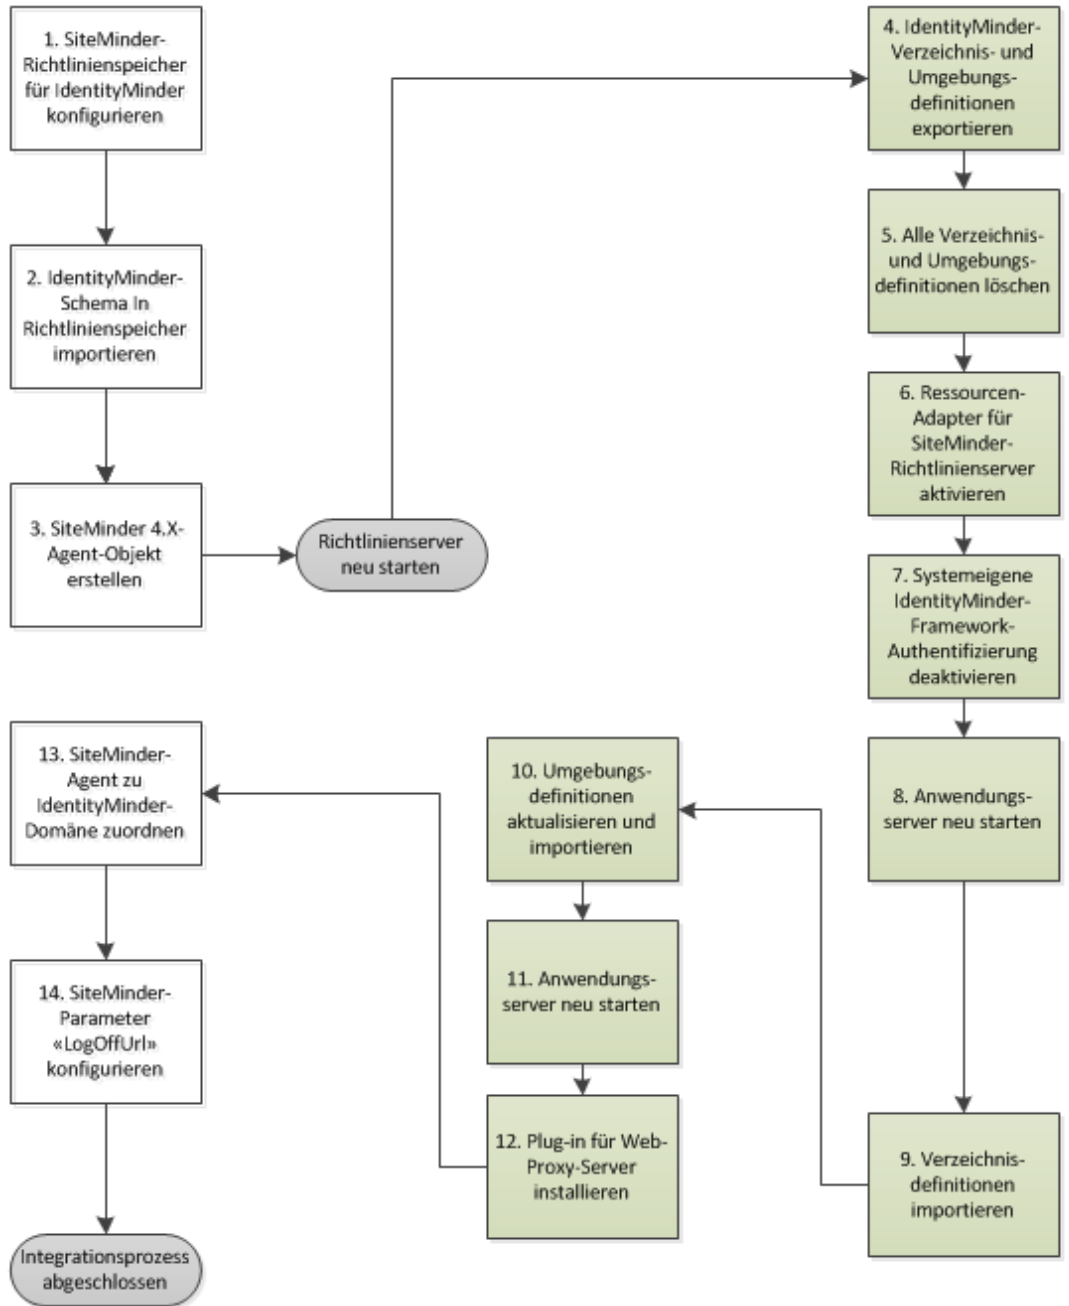 1. SiteMinder-
Richtlinienspeicher
für IdentityMinder
konfigurieren
2. IdentityMinder-
Schema In
Richtlinienspeicher
importieren
3. SiteMinder 4.X-
Agent-Objekt
erstellen
Richtlinienserver
neu starten
4. IdentityMinder-
Verzeichnis- und
Umgebungs-
definitionen
exportieren
5. Alle Verzeichnis-
und Umgebungs-
definitionen löschen
6. Ressourcen-
Adapter für
SiteMinder-
Richtlinienserver
aktivieren
7. Systemeigene
IdentityMinder-
Framework-
Authentifizierung
deaktivieren
8. Anwendungs-
server neu starten
9. Verzeichnis-
definitionen
importieren
10. Umgebungs-
definitionen
aktualisieren und
importieren
11. Anwendungs-
server neu starten
12. Plug-in für Web-
Proxy-Server
installieren
13. SiteMinder-
Agent zu
IdentityMinder-
Domäne zuordnen
14. SiteMinder-
Parameter
«LogOffUrl»
konfigurieren
Integrationsprozess
abgeschlossen